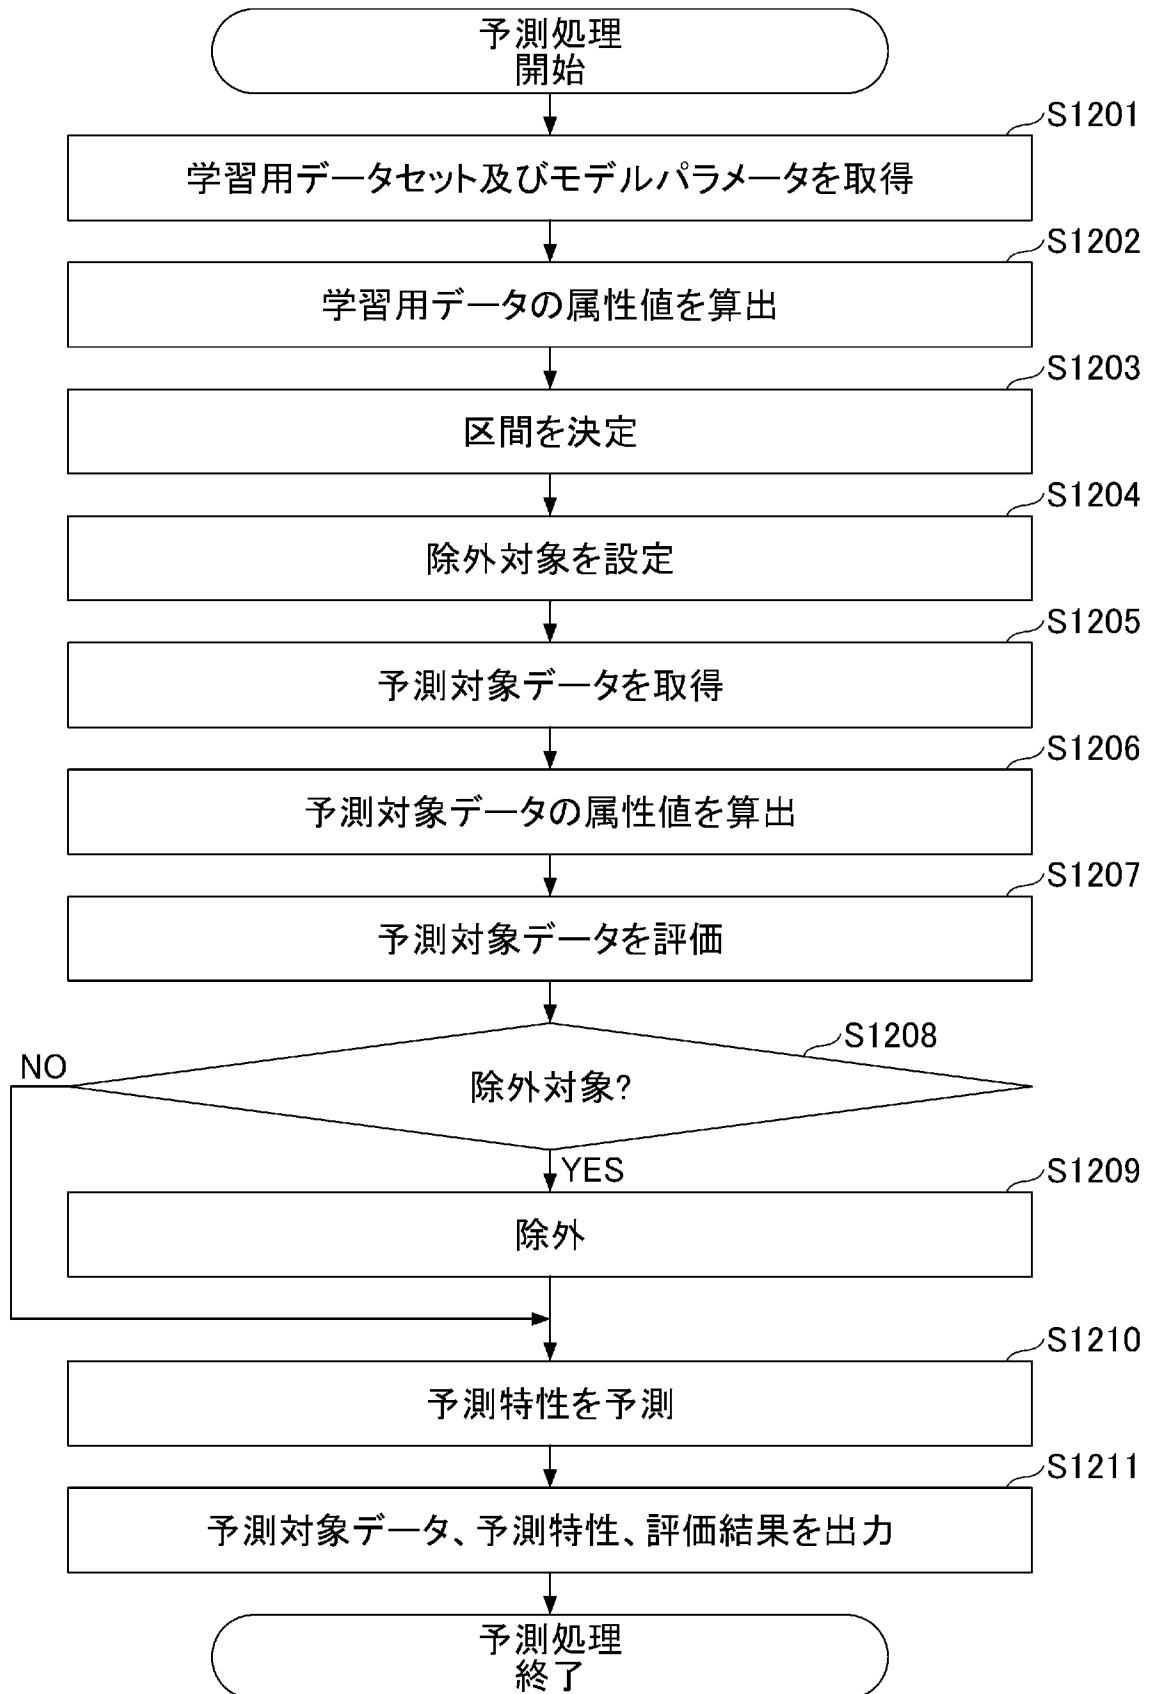 予測処理
開始
S1201
学習用データセット及びモデルパラメータを取得
S1202
学習用データの属性値を算出
S1203
区間を決定
S1204
除外対象を設定
S1205
予測対象データを取得
S1206
予測対象データの属性値を算出
S1207
予測対象データを評価
S1208
NO
除外対象?
YES
S1209
除外
S1210
予測特性を予測
S1211
予測対象データ、予測特性、評価結果を出力
予測処理
終了